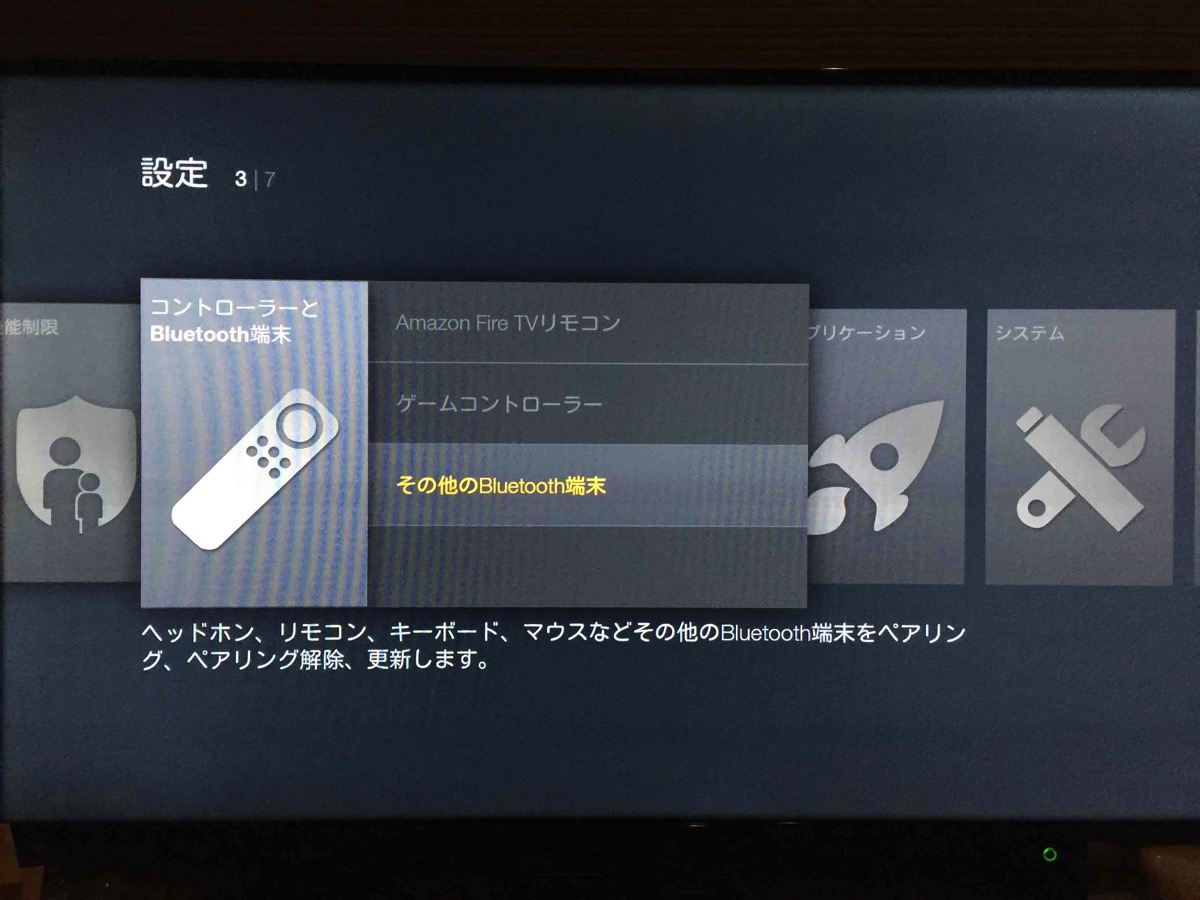 設定 3|7
能制限
コントローラーと
Bluetooth端末
Amazon Fire TVリモコン
ゲームコントローラー
その他のBluetooth端末
プリケーション
システム
ヘッドホン、リモコン、キーボード、マウスなどその他のBluetooth端末をペアリン
グ、ペアリング解除、更新します。